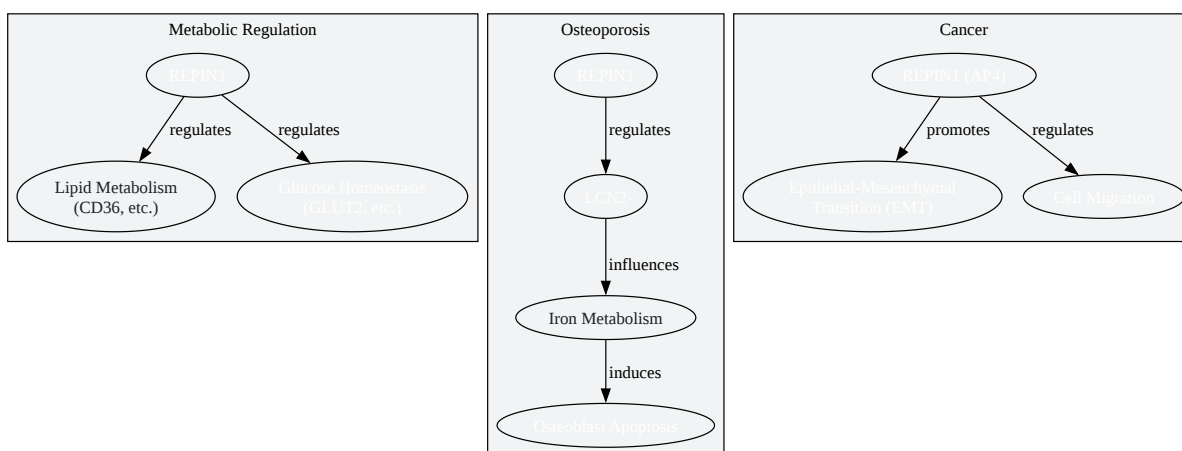 Metabolic Regulation
REPIN1
regulates
regulates
Lipid Metabolism
(CD36, etc.)
Glucose Homeostasis
(GLUT2, etc.)
Osteoporosis
REPIN1
regulates
LCN2
influences
Iron Metabolism
induces
Osteoblast Apoptosis
Cancer
REPIN1 (AP4)
promotes
regulates
Epithelial-Mesenchymal
Transition (EMT)
Cell Migration